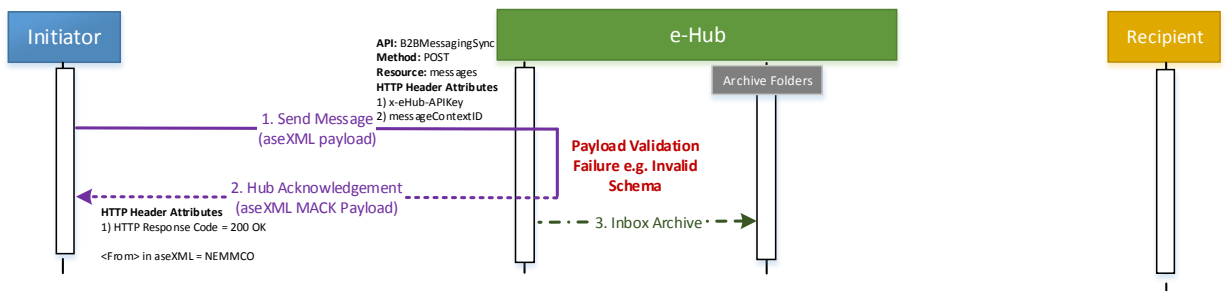 Initiator
e-Hub
Recipient
API: B2BMessagingSync
Method: POST
Resource: messages
HTTP Header Attributes
1) x-eHub-APIKey
2) messageContextID
Archive Folders
1. Send Message
(aseXML payload)
Payload Validation
Failure e.g. Invalid
Schema
2. Hub Acknowledgement
(aseXML MACK Payload)
HTTP Header Attributes
1) HTTP Response Code = 200 OK
<From> in aseXML = NEMMCO
3. Inbox Archive